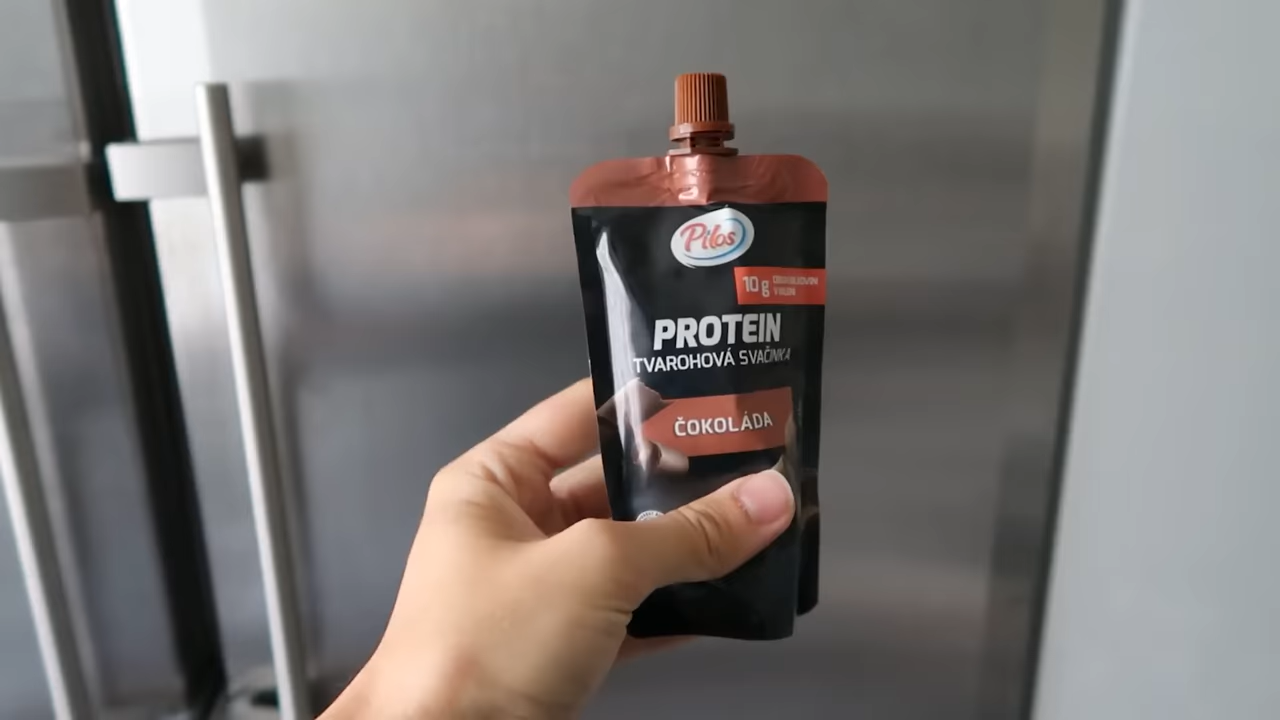 Pilos
10 g
PROTEIN
TVAROHOVÁ SVAČINKA
ČOKOLÁDA